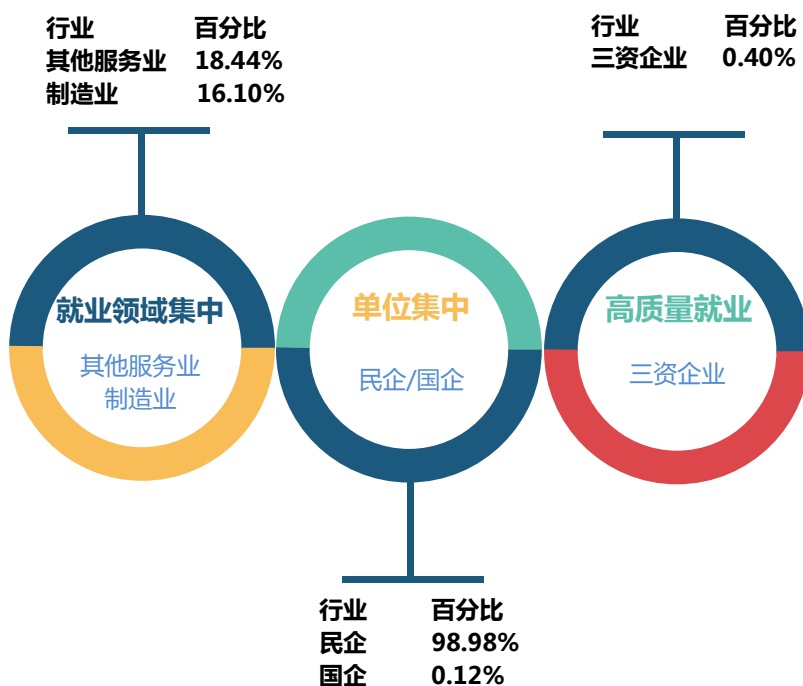 行业 百分比
其他服务业 18.44%
制造业 16.10%
行业 百分比
三资企业 0.40%
就业领域集中
其他服务业
制造业
单位集中
民企/国企
高质量就业
三资企业
行业 百分比
民企 98.98%
国企 0.12%